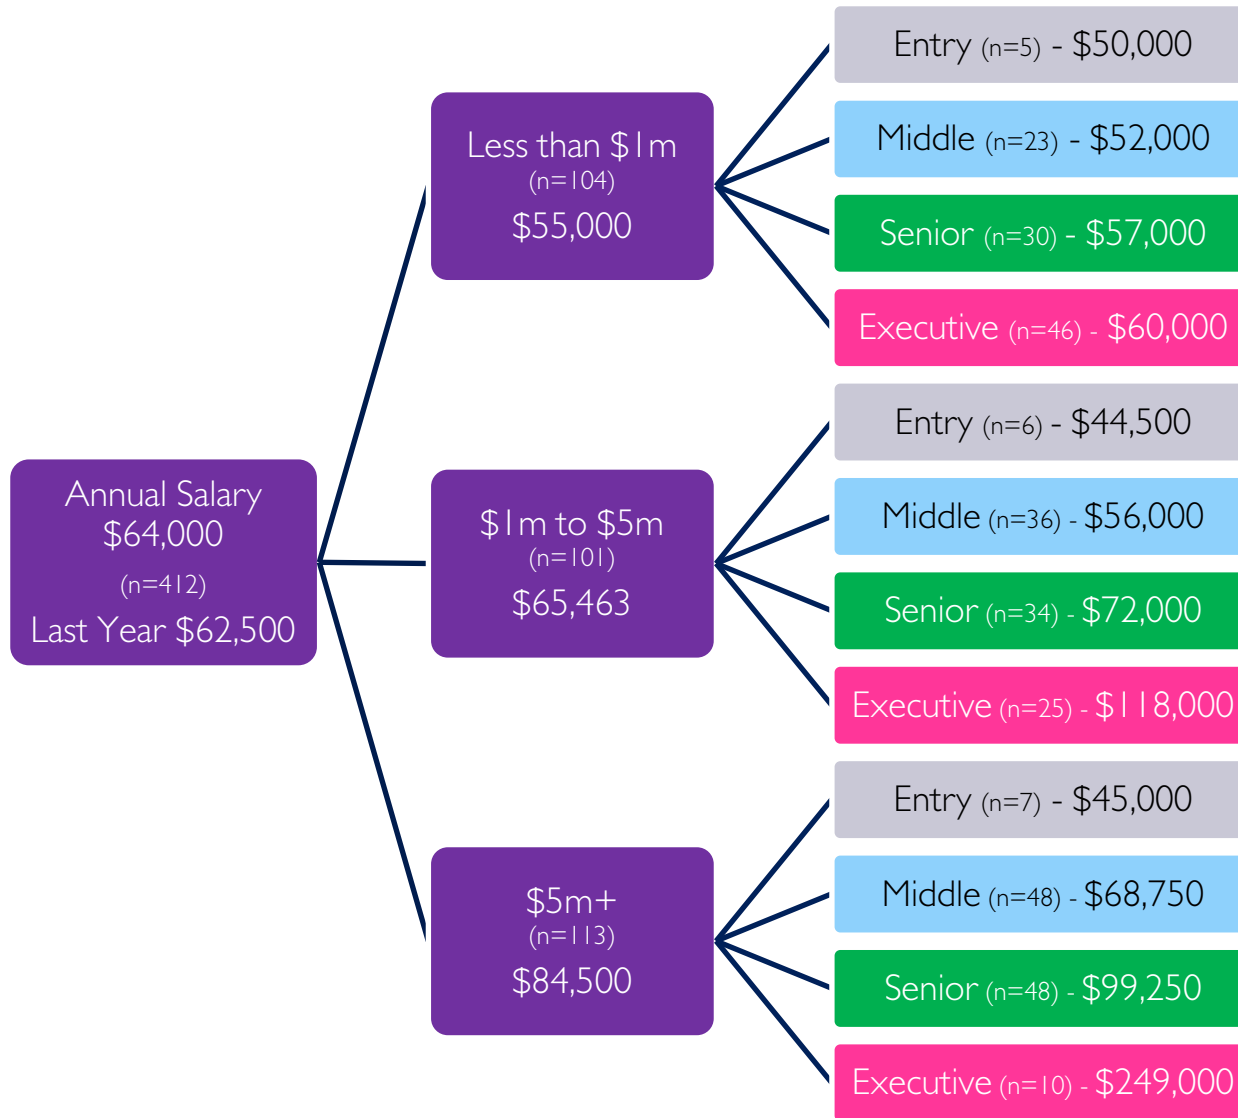 Annual Salary
$64,000
(n=412)
Last Year $62,500
Less than $1m
(n=104)
$55,000
Entry (n=5) - $50,000
Middle (n=23) - $52,000
Senior (n=30) - $57,000
Executive (n=46) - $60,000
$1m to $5m
(n=101)
$65,463
Entry (n=6) - $44,500
Middle (n=36) - $56,000
Senior (n=34) - $72,000
Executive (n=25) - $118,000
$5m+
(n=113)
$84,500
Entry (n=7) - $45,000
Middle (n=48) - $68,750
Senior (n=48) - $99,250
Executive (n=10) - $249,000